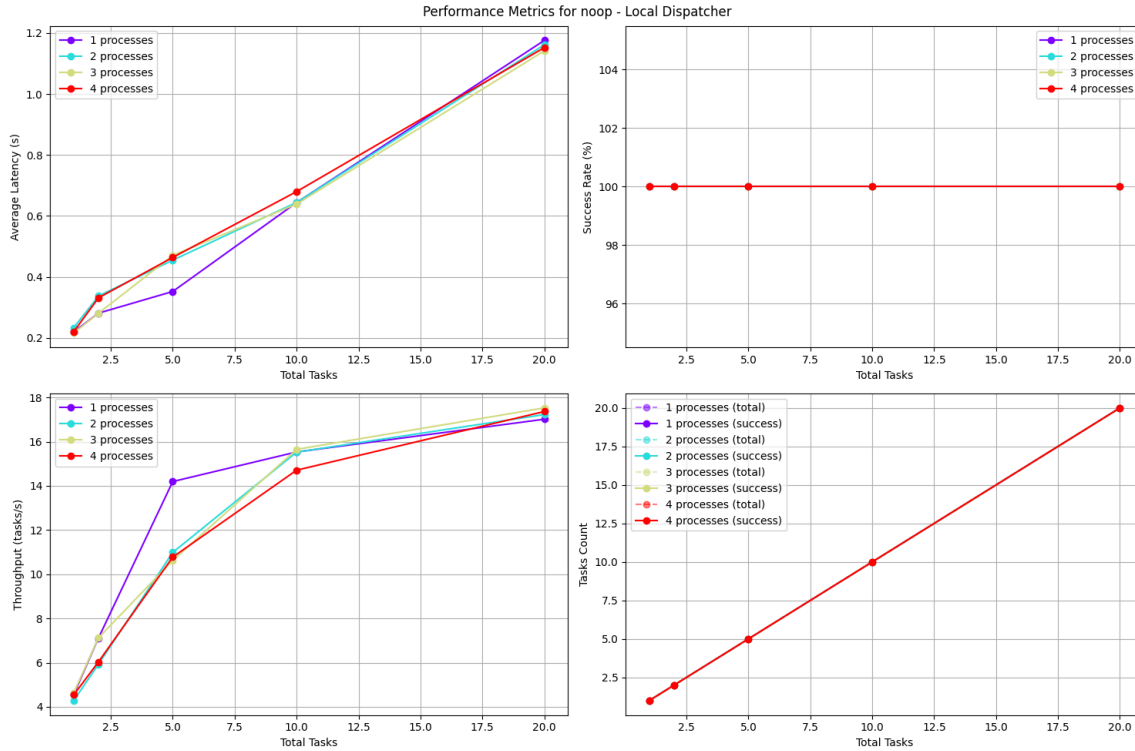 Performance Metrics for noop - Local Dispatcher
1.2
1.0
0.8
0.6
0.4
0.2
Average Latency (s)
1 processes
2 processes
3 processes
4 processes
2.5 5.0 7.5 10.0 12.5 15.0 17.5 20.0
Total Tasks
104
102
100
98
96
Success Rate (%)
1 processes
2 processes
3 processes
4 processes
2.5 5.0 7.5 10.0 12.5 15.0 17.5 20.0
Total Tasks
18
16
14
12
10
8
6
4
Throughput (tasks/s)
1 processes
2 processes
3 processes
4 processes
2.5 5.0 7.5 10.0 12.5 15.0 17.5 20.0
Total Tasks
20.0
17.5
15.0
12.5
10.0
7.5
5.0
2.5
Tasks Count
1 processes (total)
1 processes (success)
2 processes (total)
2 processes (success)
3 processes (total)
3 processes (success)
4 processes (total)
4 processes (success)
2.5 5.0 7.5 10.0 12.5 15.0 17.5 20.0
Total Tasks